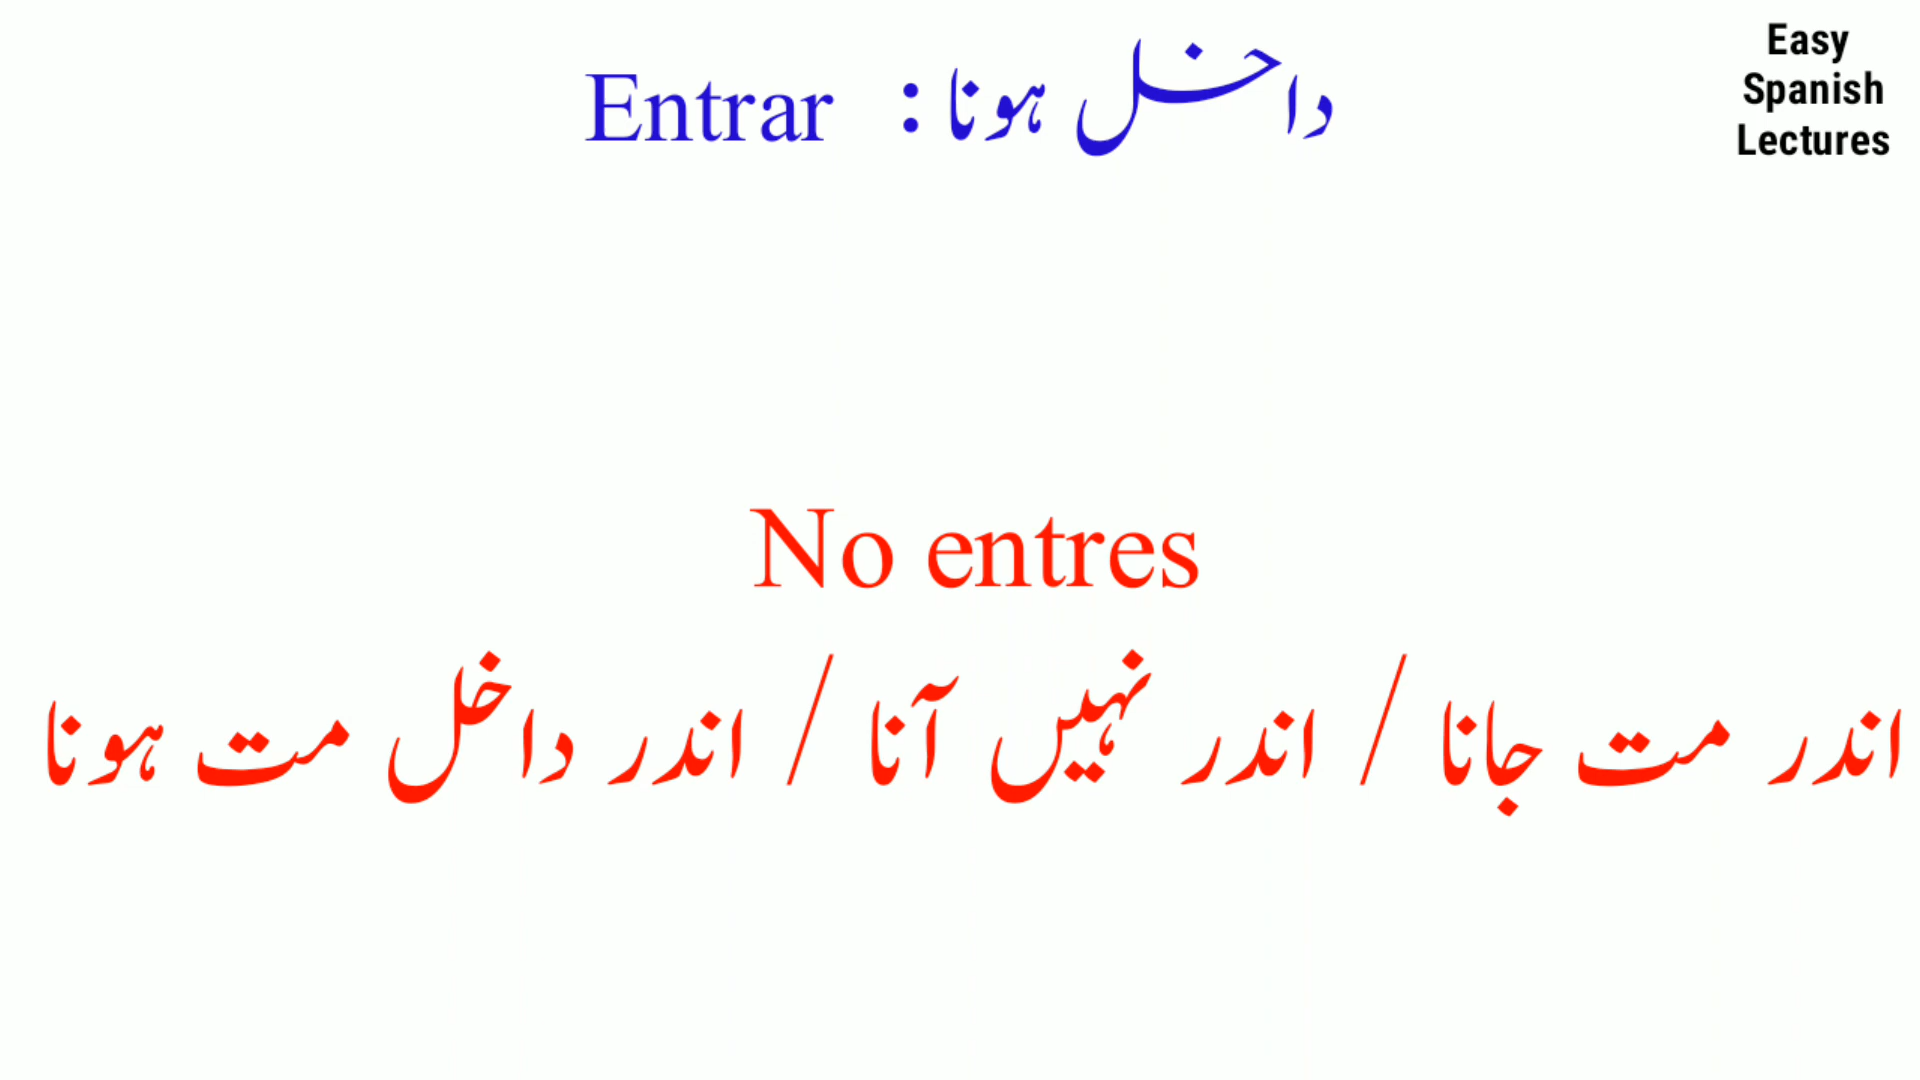 داخل ہونا : Entrar
Easy
Spanish
Lectures
No entres
اندر مت جانا / اندر نہیں آنا / اندر داخل مت ہونا